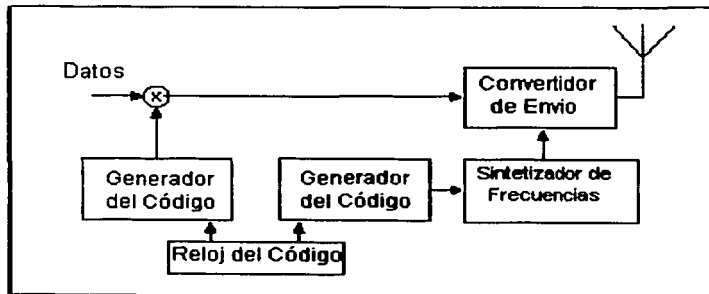 Datos
Convertidor
de Envio
Generador
del Código
Generador
del Código
Sintetizador de
Frecuencias
Reloj del Código